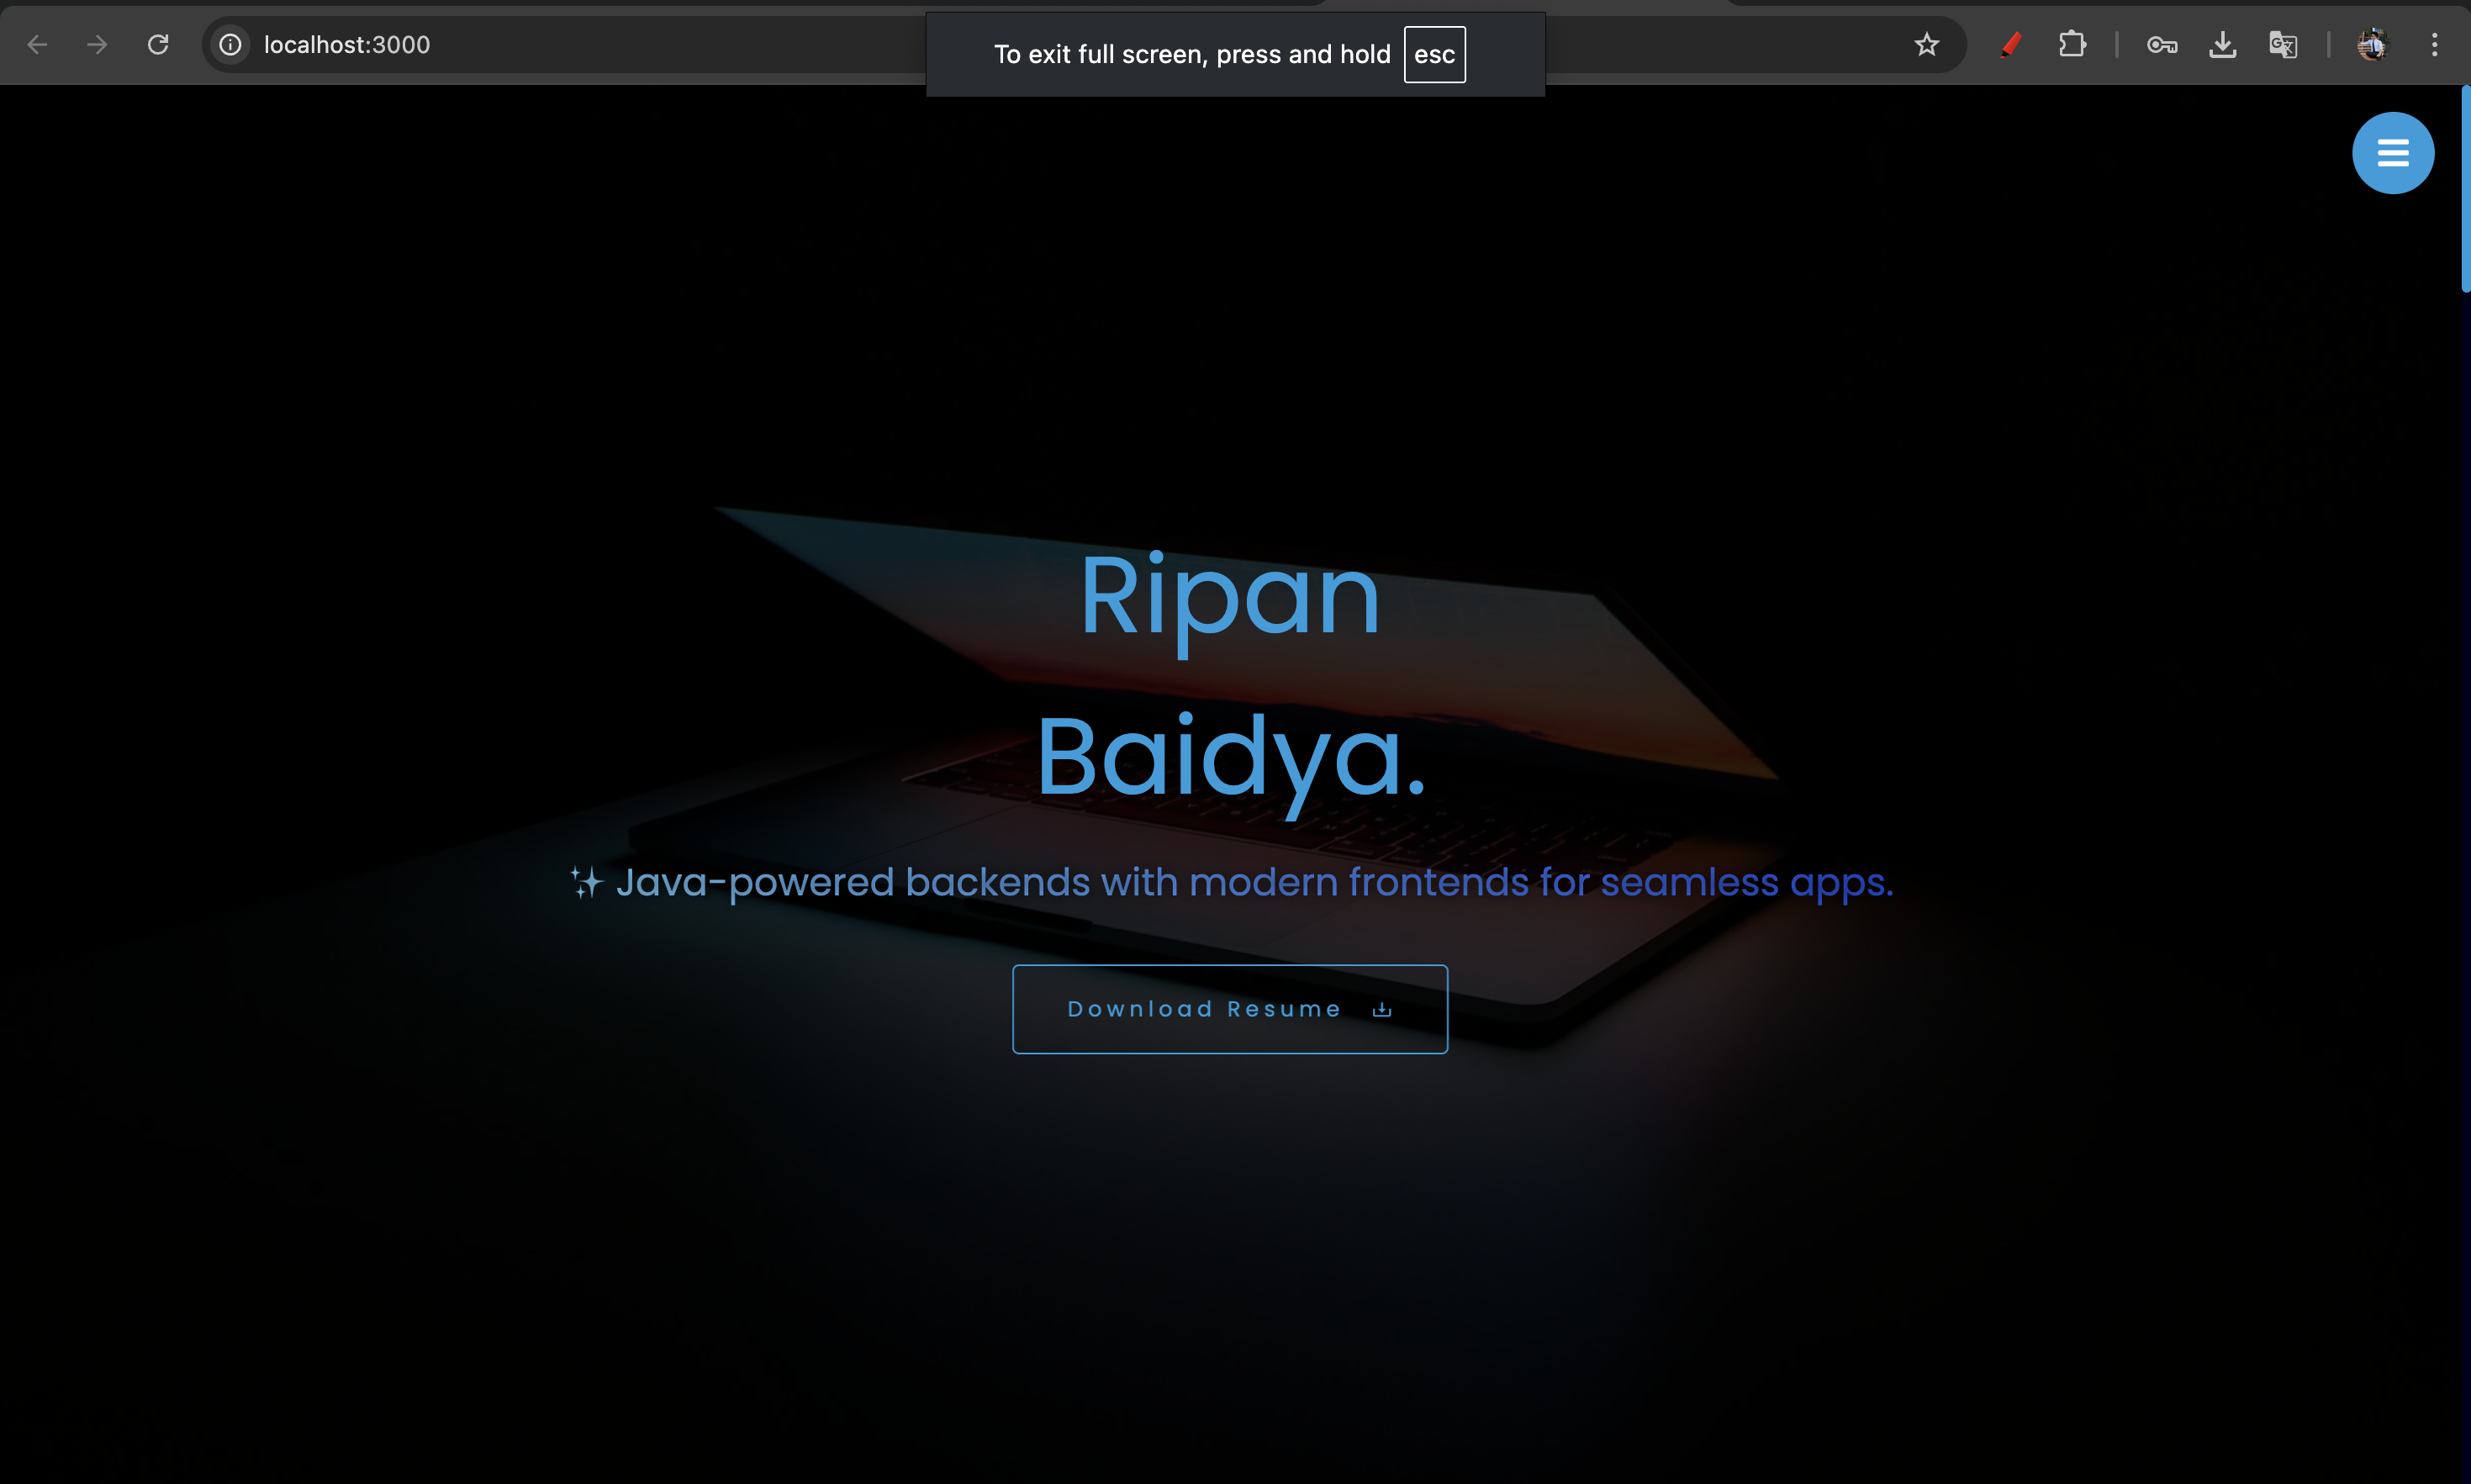 localhost:3000
To exit full screen, press and hold esc
Ripan
Baidya.
✨ Java-powered backends with modern frontends for seamless apps.
Download Resume